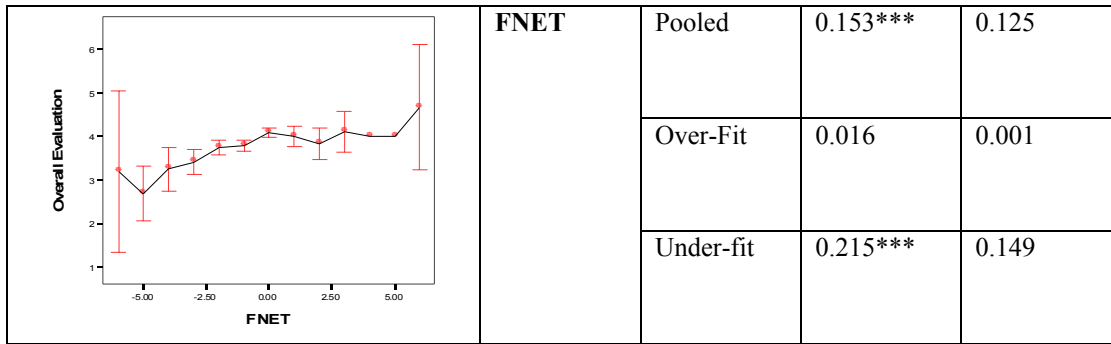 Overall Evaluation
6
5
4
3
2
1
-5.00 -2.50 0.00 2.50 5.00
FNET
FNET
Pooled 0.153*** 0.125
Over-Fit 0.016 0.001
Under-fit 0.215*** 0.149